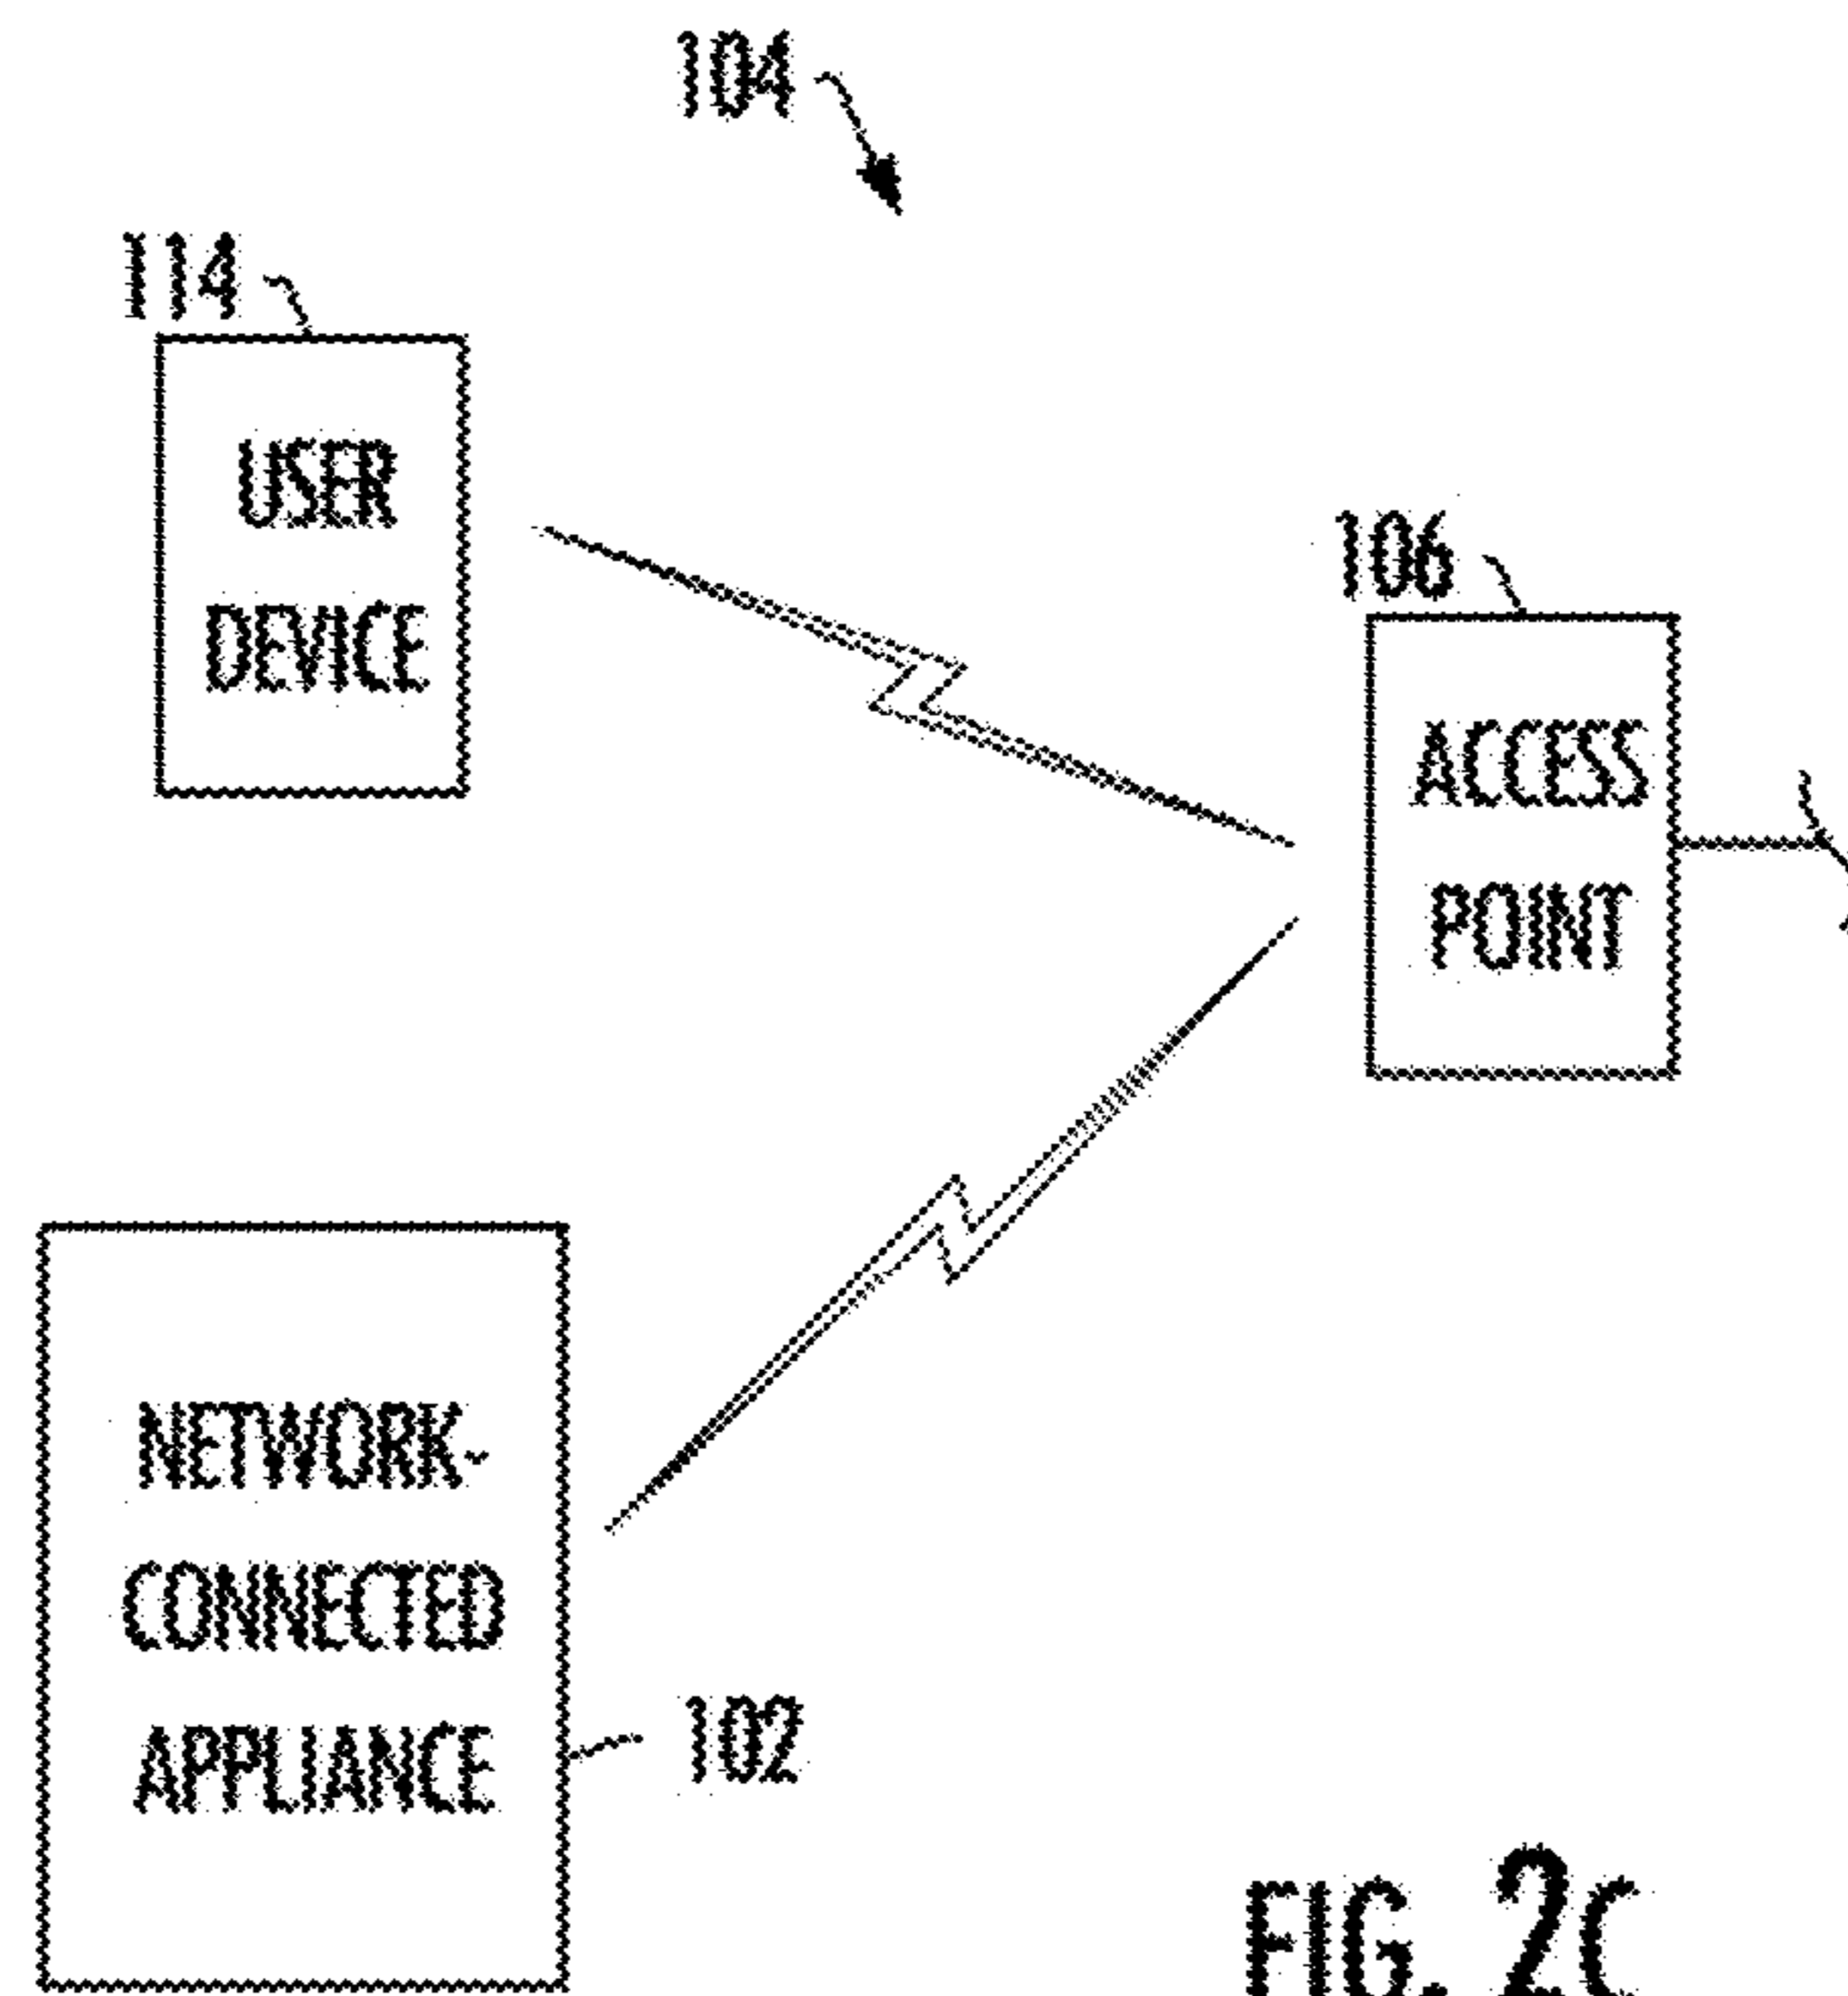 104
114
USER
DEVICE
106
ACCESS
POINT
NETWORK-
CONNECTED
APPLIANCE
102
FIG. 2C